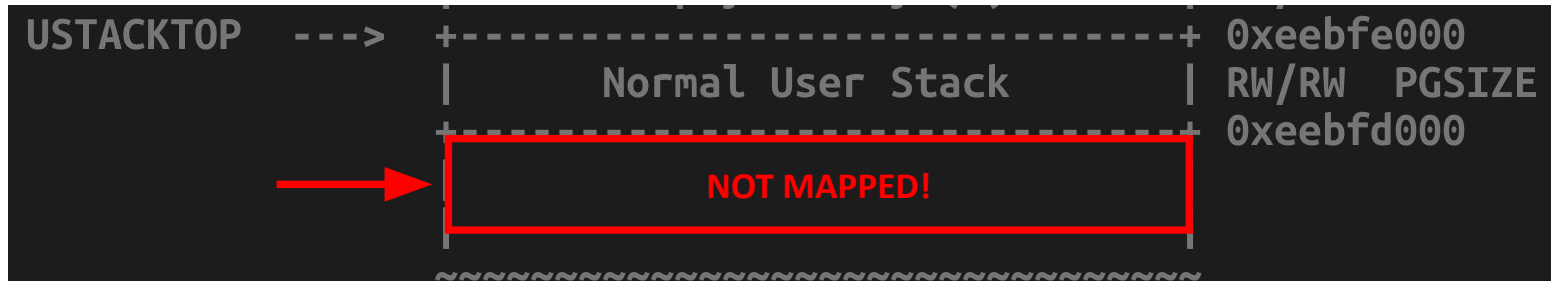 USTACKTOP ---> +------------------------------+ 0xeebfe000
| Normal User Stack | RW/RW PGSIZE
+------------------------------+ 0xeebfd000
NOT MAPPED!
| |
~~~~~~~~~~~~~~~~~~~~~~~~~~~~~~~~